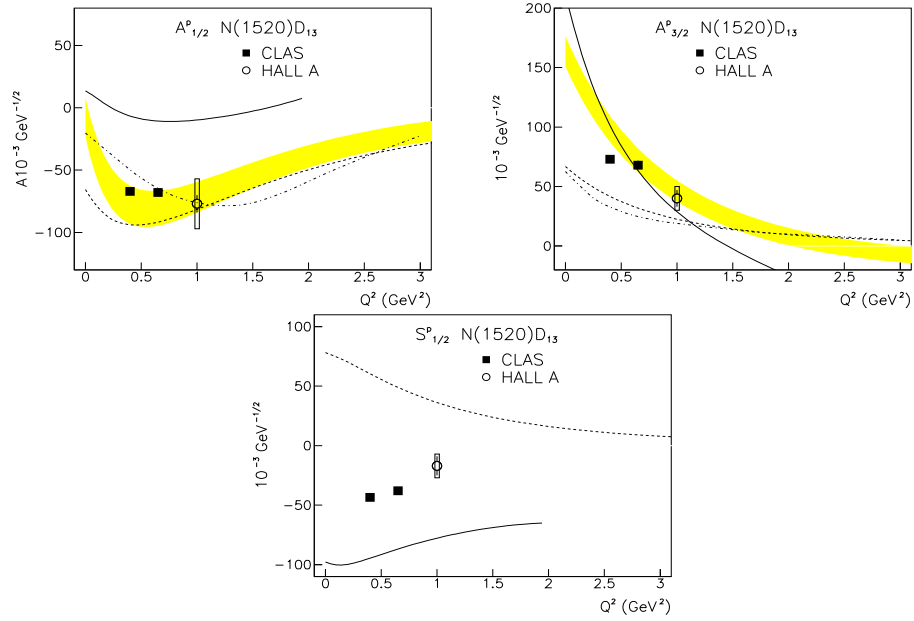 Aᵖ₁/₂ N(1520)D₁₃
CLAS
HALL A
A10⁻³ GeV⁻¹/²
50
0
−50
−100
0 0.5 1 1.5 2 2.5 3
Q² (GeV²)
Aᵖ₃/₂ N(1520)D₁₃
CLAS
HALL A
10⁻³ GeV⁻¹/²
200
150
100
50
0
0 0.5 1 1.5 2 2.5 3
Q² (GeV²)
Sᵖ₁/₂ N(1520)D₁₃
CLAS
HALL A
10⁻³ GeV⁻¹/²
100
50
0
−50
−100
0 0.5 1 1.5 2 2.5 3
Q² (GeV²)